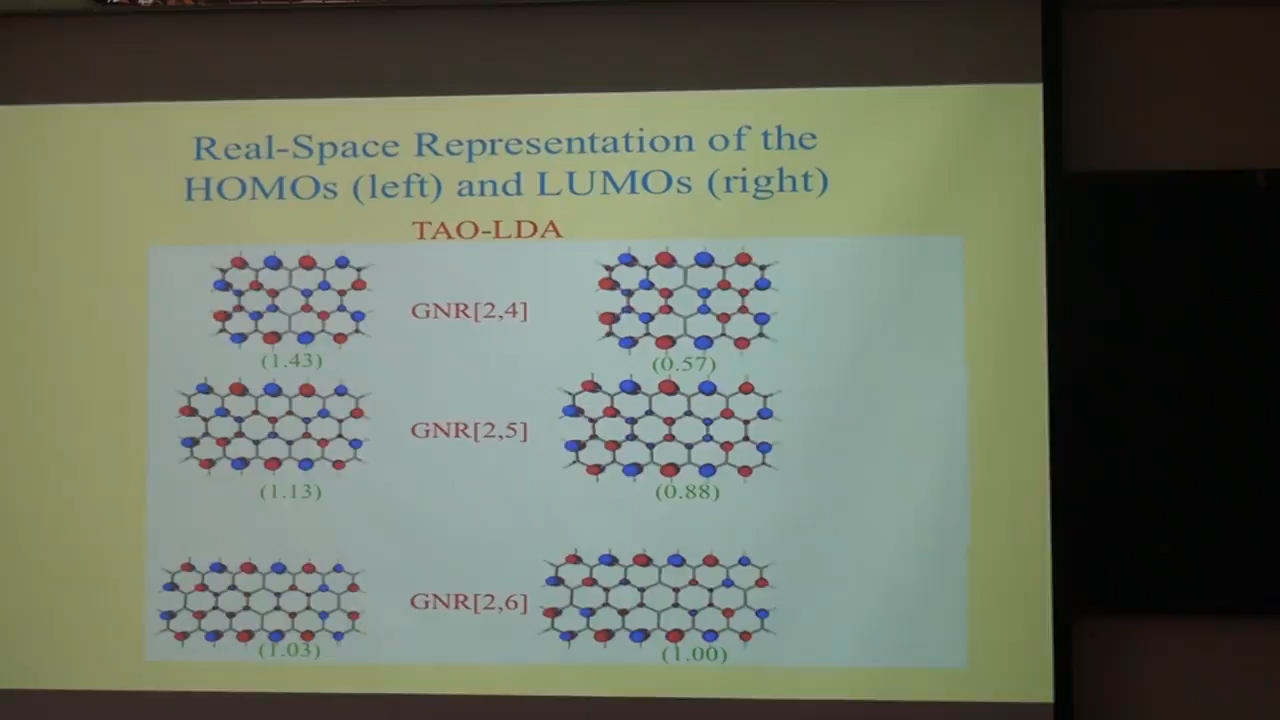 Real-Space Representation of the
HOMOs (left) and LUMOs (right)
TAO-LDA
GNR[2,4]
(1.43)
(0.57)
GNR[2,5]
(1.13)
(0.88)
GNR[2,6]
(1.03)
(1.00)